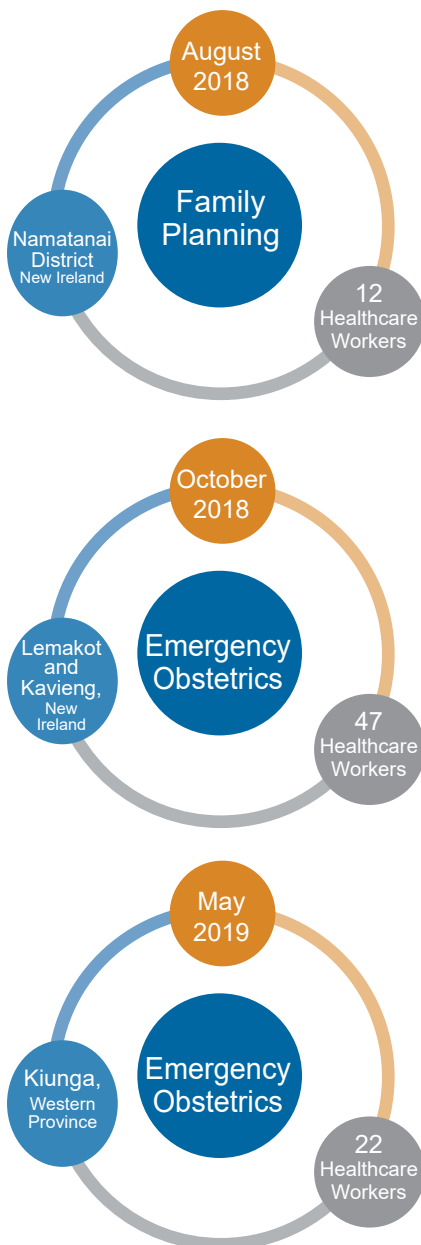 August
2018
Family
Planning
Namatanai
District
New Ireland
12
Healthcare
Workers
October
2018
Emergency
Obstetrics
Lemakot
and
Kavieng,
New
Ireland
47
Healthcare
Workers
May
2019
Emergency
Obstetrics
Kiunga,
Western
Province
22
Healthcare
Workers